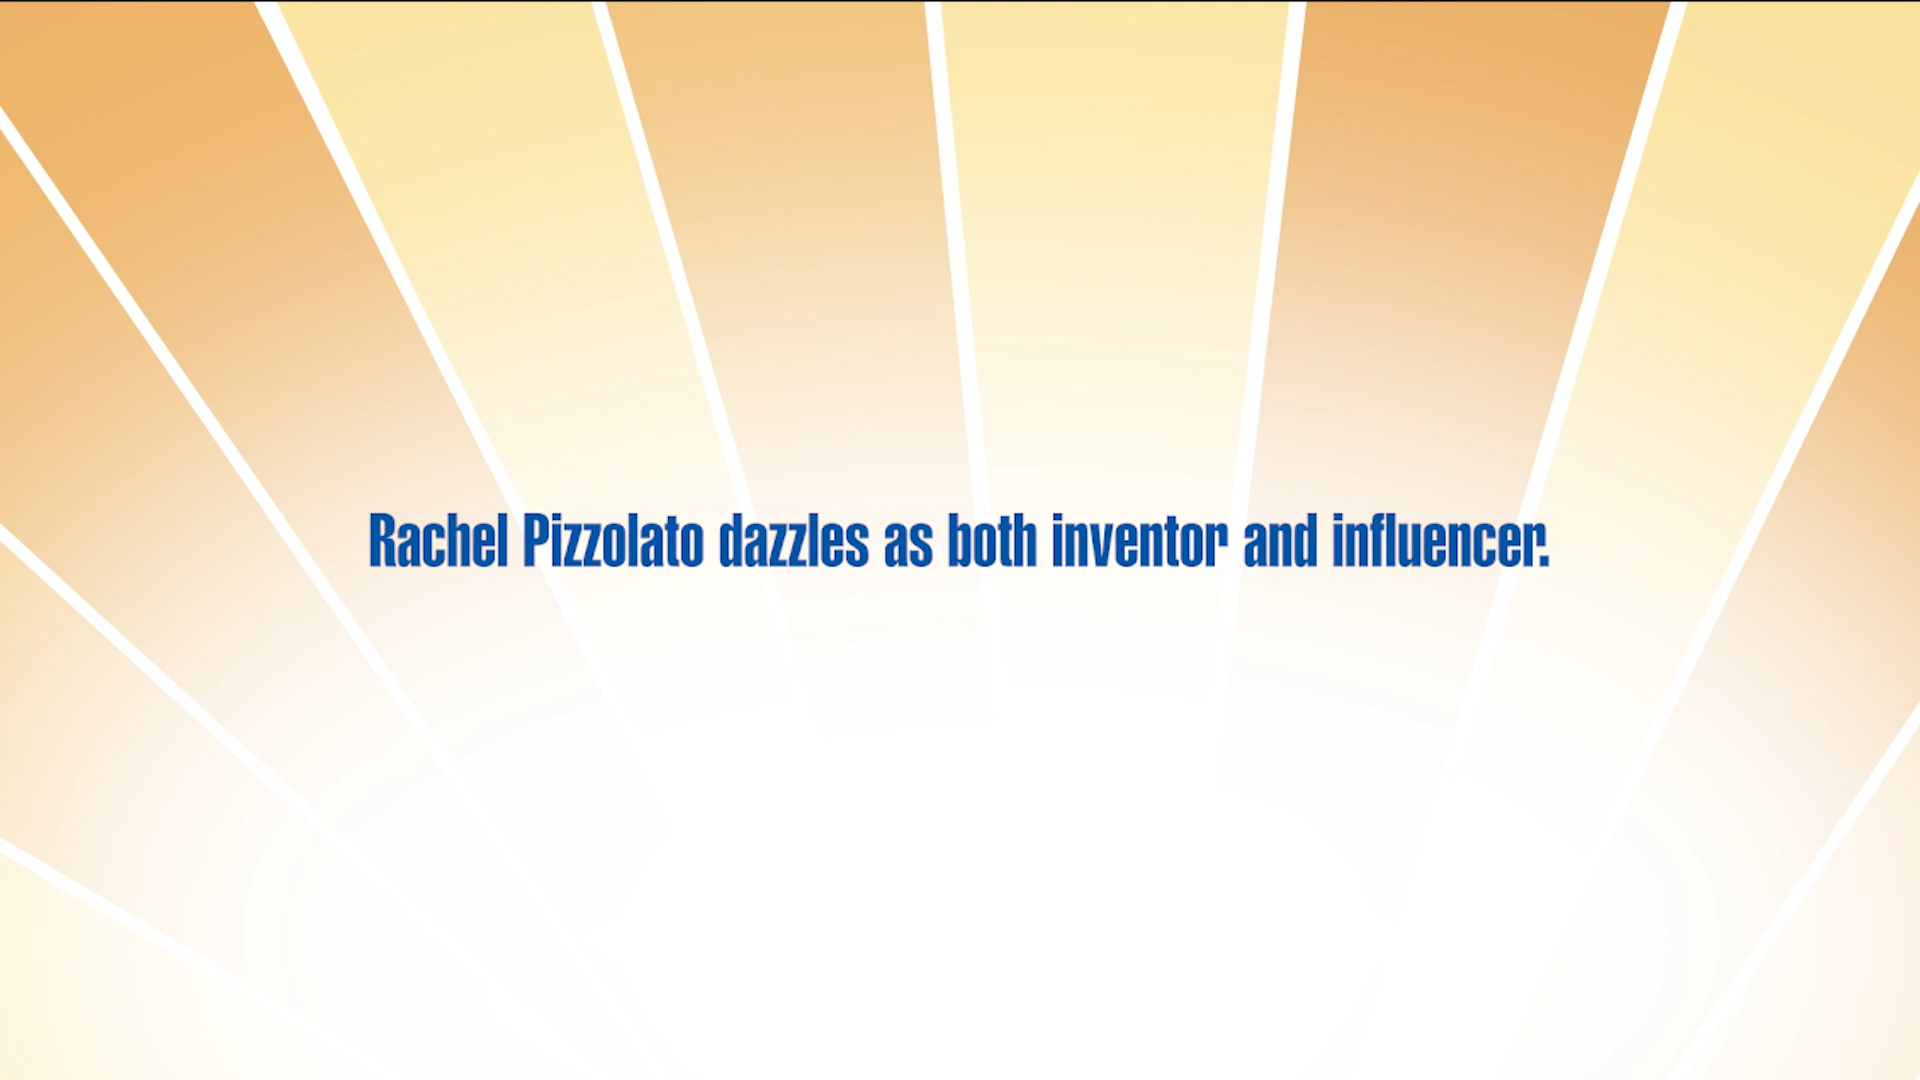 Rachel Pizzolato dazzles as both inventor and influencer.